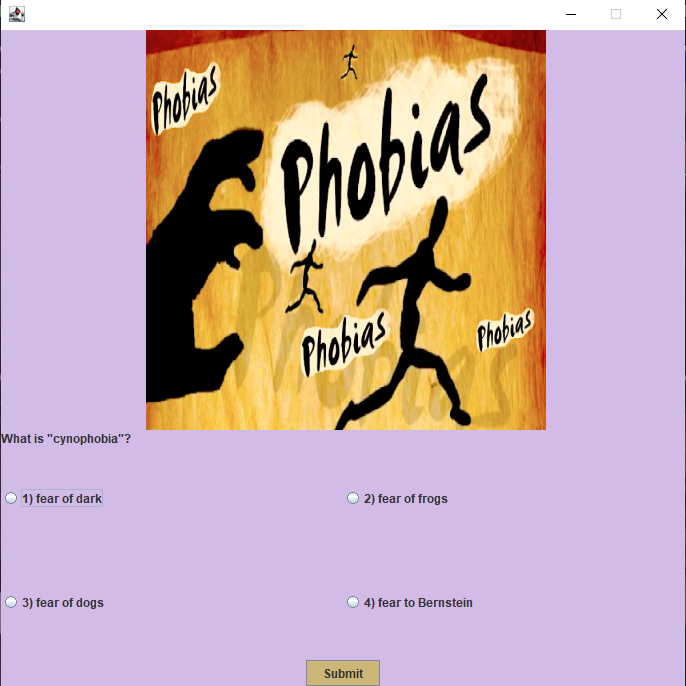 Phobias
Phobias
Phobias
Phobias
Phobias
What is "cynophobia"?
1) fear of dark
2) fear of frogs
3) fear of dogs
4) fear to Bernstein
Submit